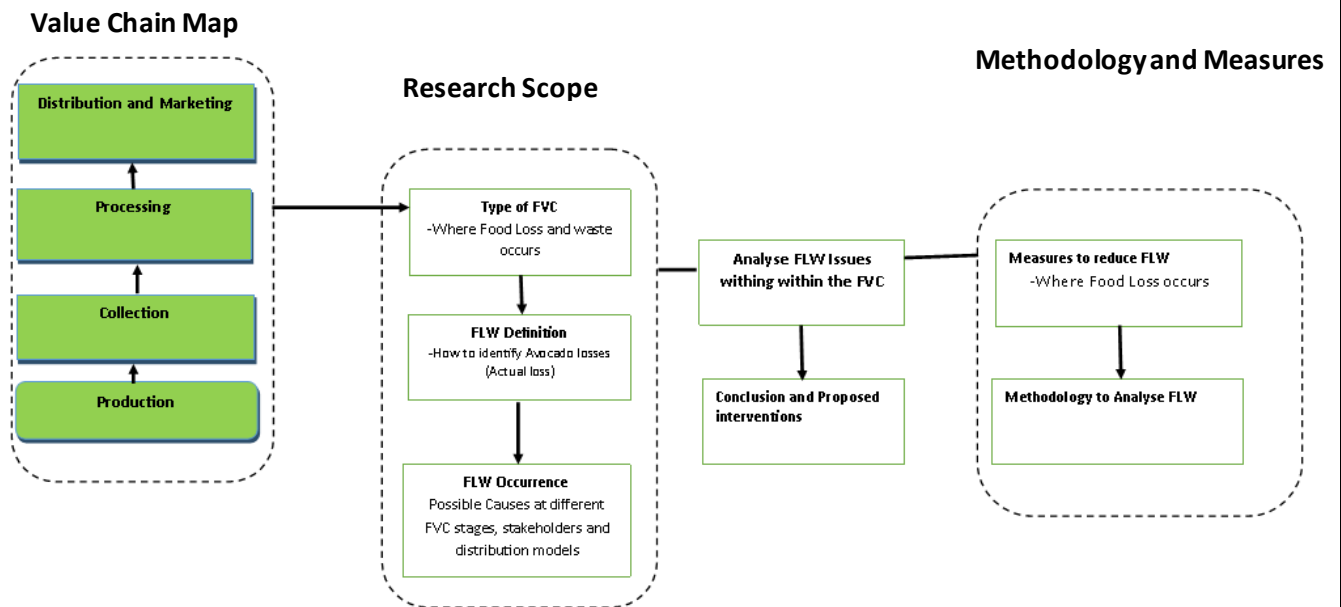 Value Chain Map
Distribution and Marketing
Processing
Collection
Production
Research Scope
Type of FVC
-Where Food Loss and waste
occurs
FLW Definition
-How to identify Avocado losses
(Actual loss)
FLW Occurrence
Possible Causes at different
FVC stages, stakeholders and
distribution models
Analyse FLW Issues
withing within the FVC
Conclusion and Proposed
interventions
Methodology and Measures
Measures to reduce FLW
-Where Food Loss occurs
Methodology to Analyse FLW